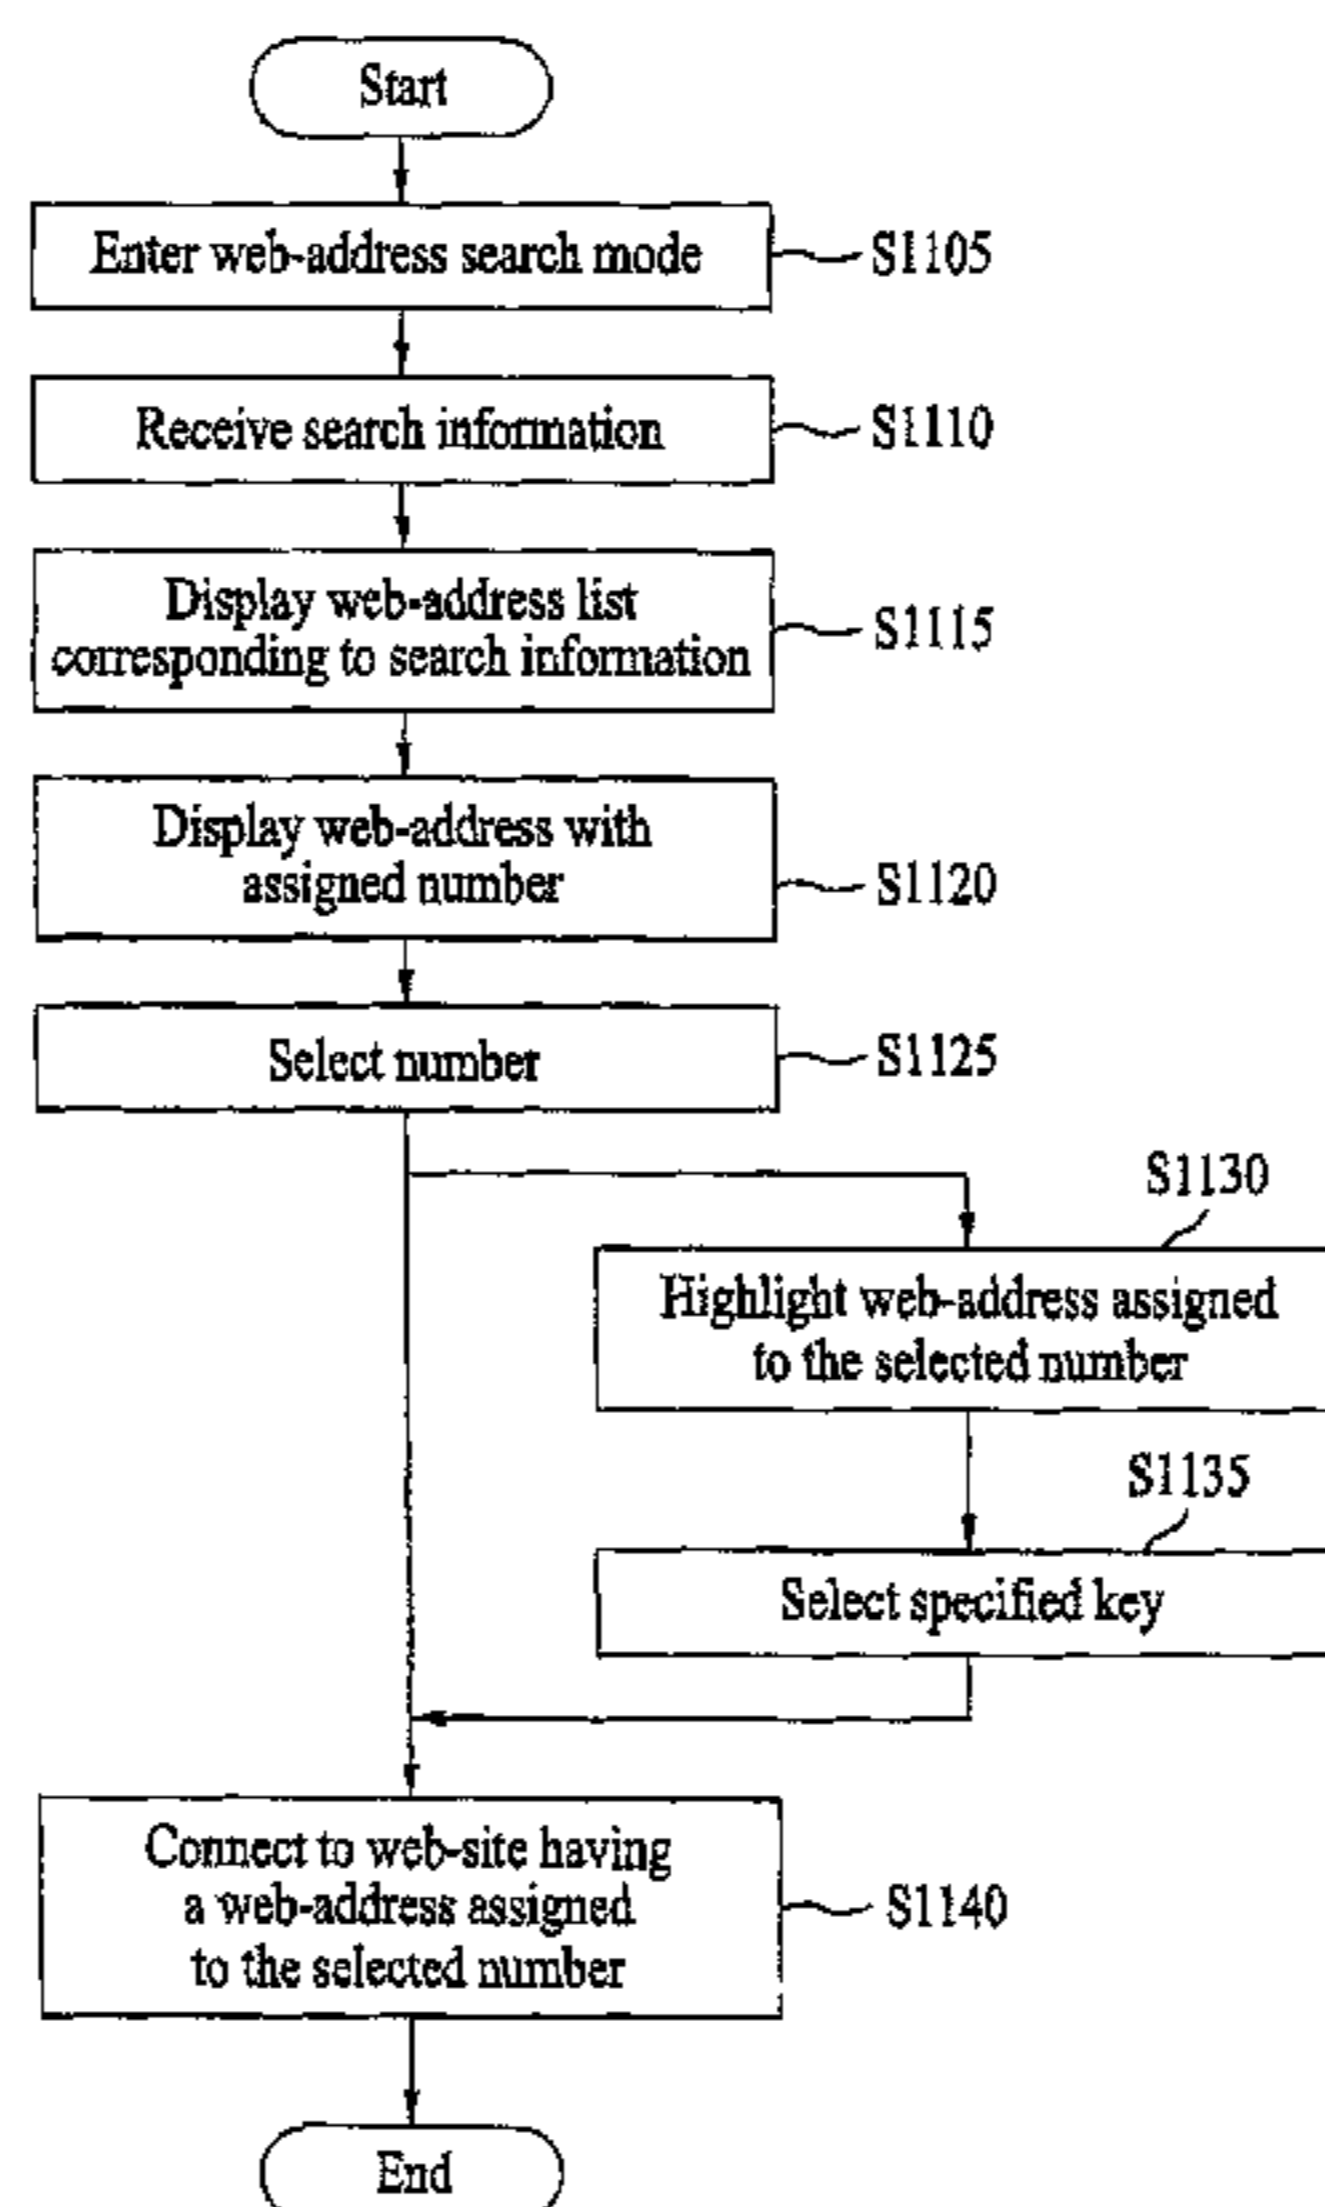 Start
Enter web-address search mode
S1105
Receive search information
S1110
Display web-address list
corresponding to search information
S1115
Display web-address with
assigned number
S1120
Select number
S1125
S1130
Highlight web-address assigned
to the selected number
S1135
Select specified key
Connect to web-site having
a web-address assigned
to the selected number
S1140
End